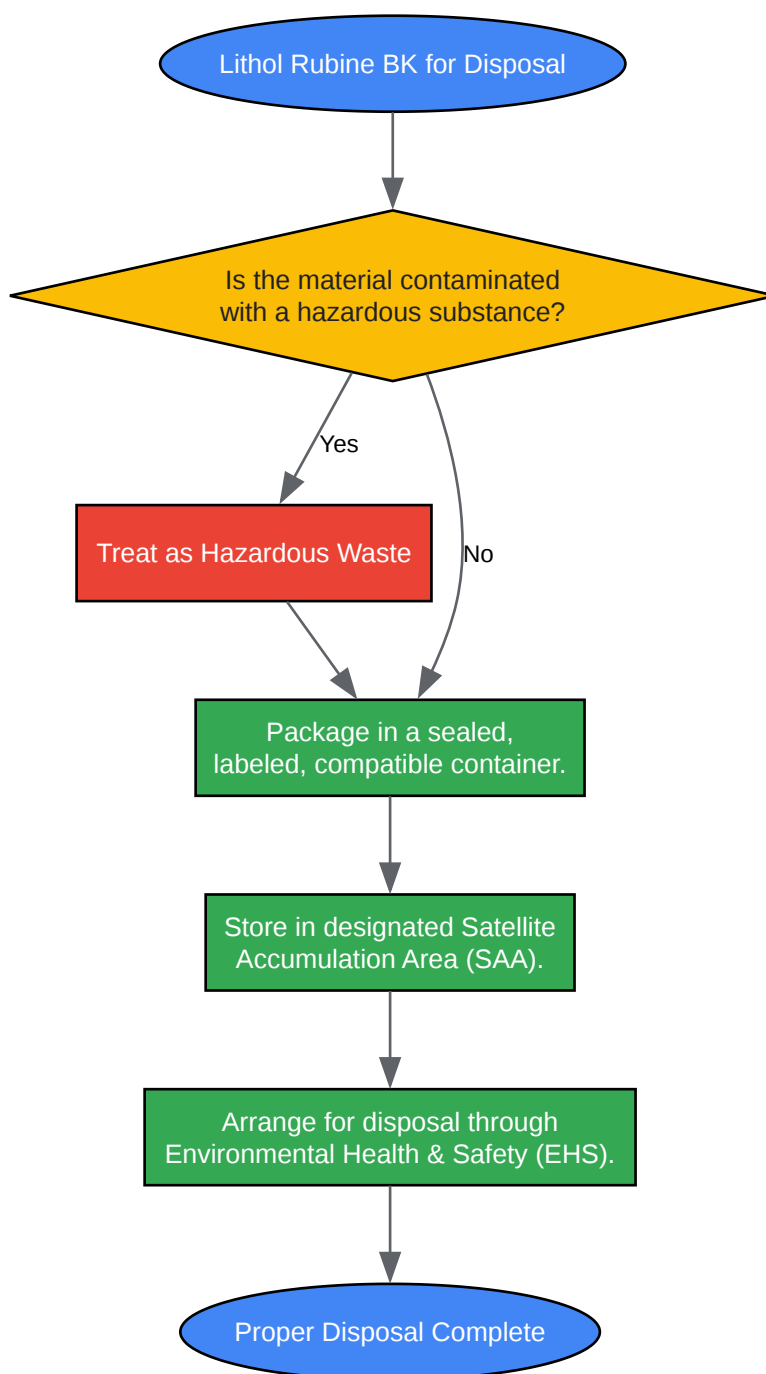 Lithol Rubine BK for Disposal
Is the material contaminated
with a hazardous substance?
Yes
Treat as Hazardous Waste
No
Package in a sealed,
labeled, compatible container.
Store in designated Satellite
Accumulation Area (SAA).
Arrange for disposal through
Environmental Health & Safety (EHS).
Proper Disposal Complete